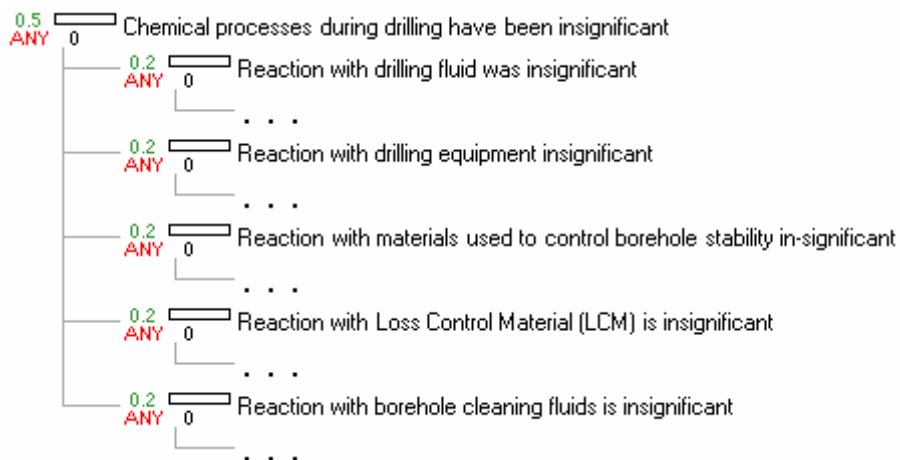 0.5 Chemical processes during drilling have been insignificant
ANY 0
0.2 Reaction with drilling fluid was insignificant
ANY 0
. . .
0.2 Reaction with drilling equipment insignificant
ANY 0
. . .
0.2 Reaction with materials used to control borehole stability in-significant
ANY 0
. . .
0.2 Reaction with Loss Control Material (LCM) is insignificant
ANY 0
. . .
0.2 Reaction with borehole cleaning fluids is insignificant
ANY 0
. . .